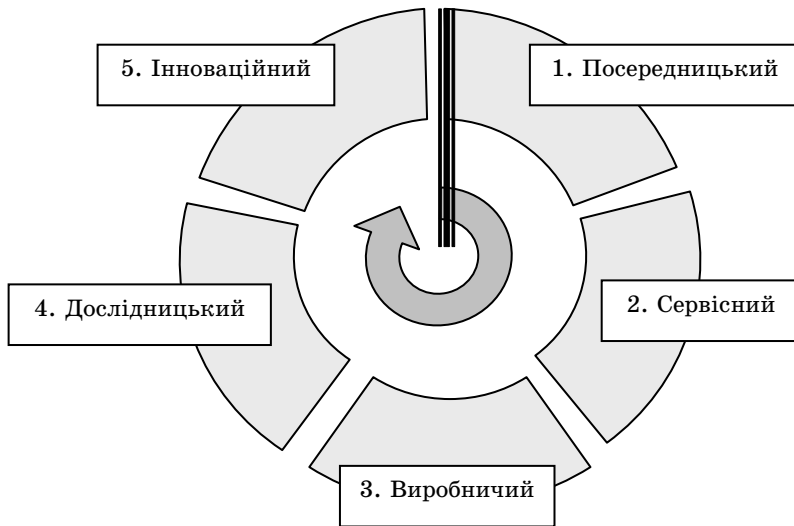 1. Посередницький
2. Сервісний
3. Виробничий
4. Дослідницький
5. Інноваційний